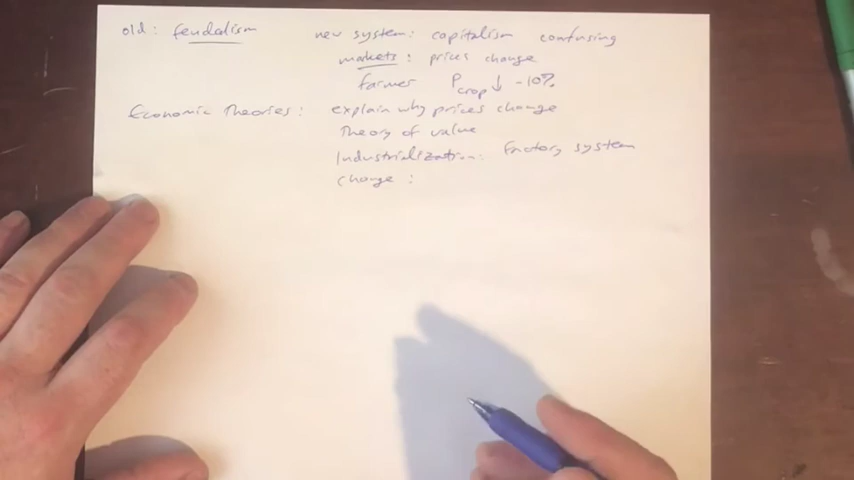 old: feudalism new system: capitalism confusing
markets: prices change
farmer P crop ↓ -10%
Economic Theories: explain why prices change
Theory of value
Industrialization: Factory system
change: